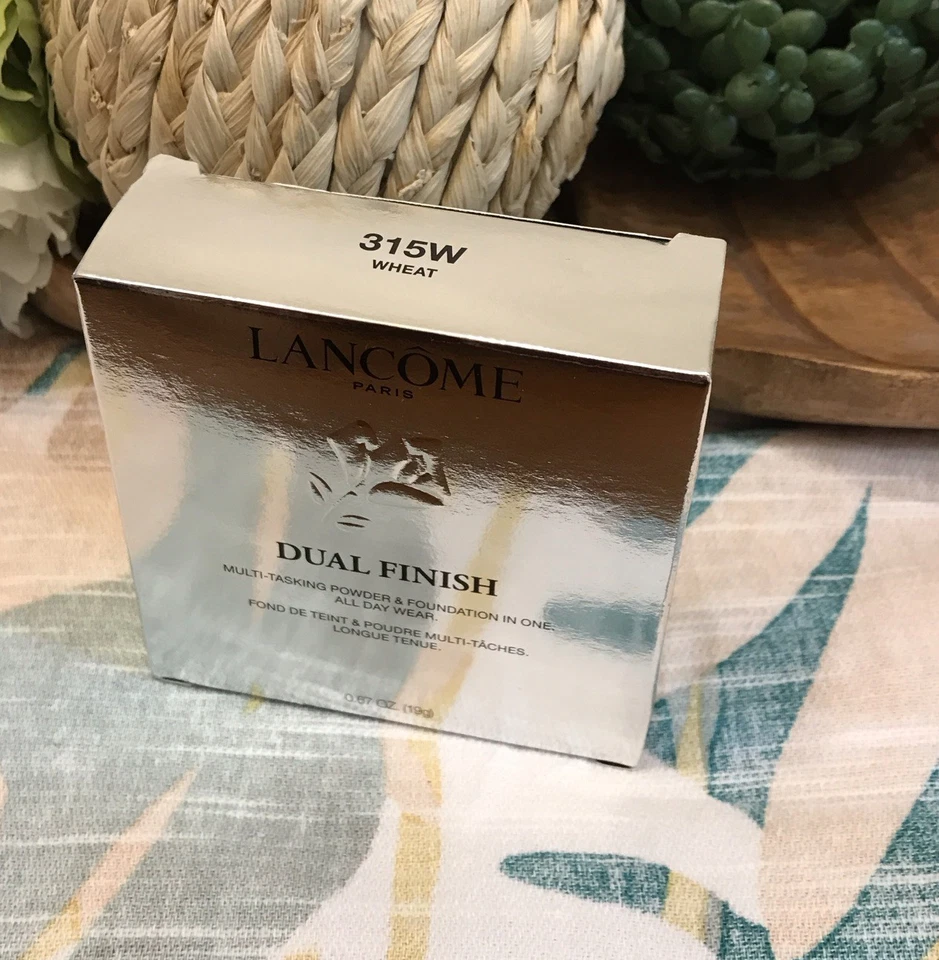 315W
WHEAT
LANCÔME
PARIS
DUAL FINISH
MULTI-TASKING POWDER & FOUNDATION IN ONE.
ALL DAY WEAR.
FOND DE TEINT & POUDRE MULTI-TÂCHES.
LONGUE TENUE.
0.67 OZ. (19g)